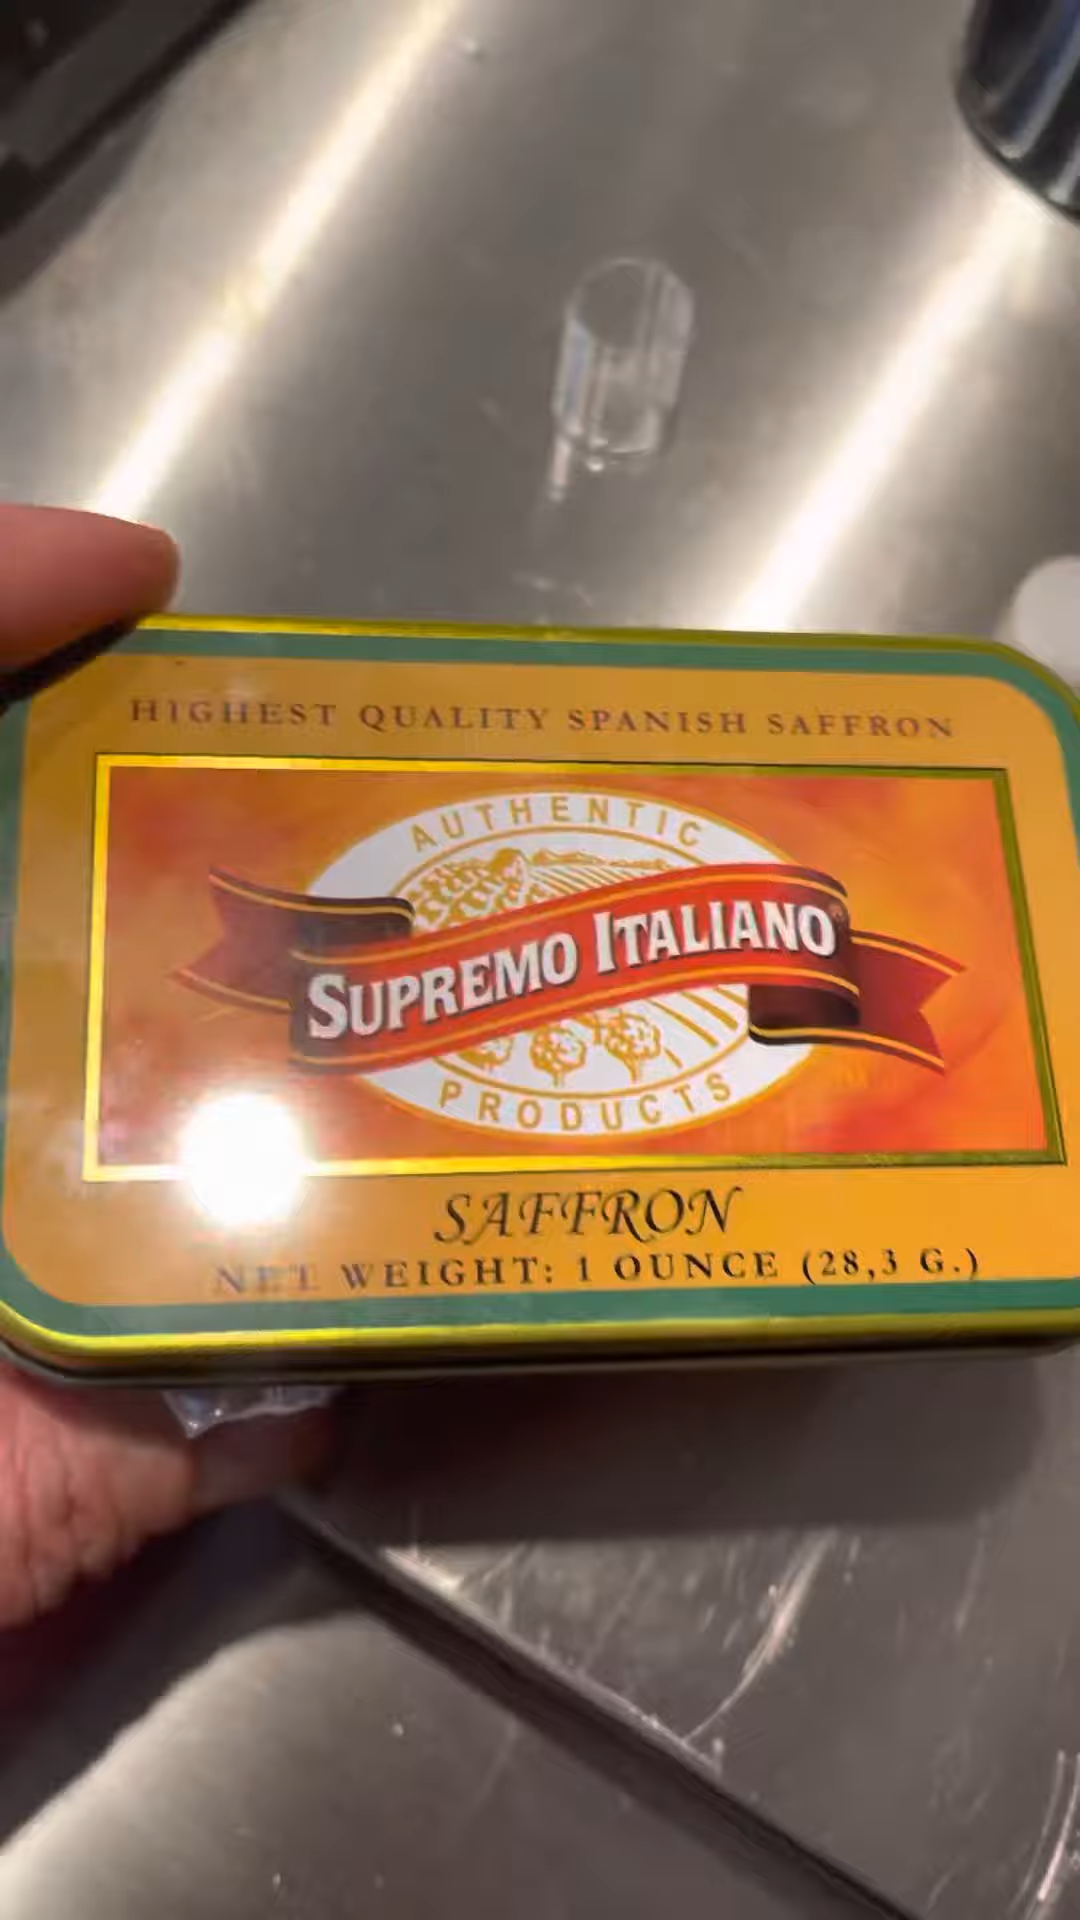 HIGHEST QUALITY SPANISH SAFFRON
AUTHENTIC
SUPREMO ITALIANO®
PRODUCTS
SAFFRON
NET WEIGHT: 1 OUNCE (28,3 G.)